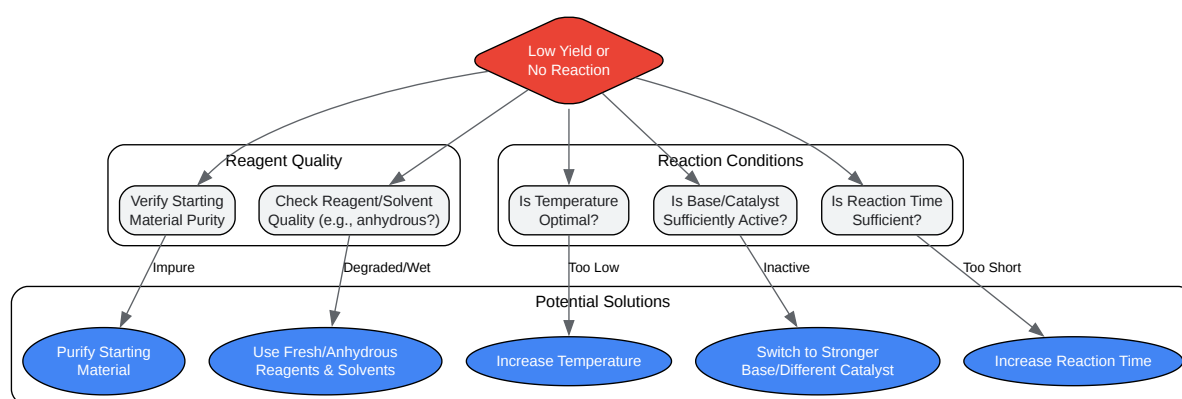 Low Yield or
No Reaction
Reagent Quality
Reaction Conditions
Verify Starting
Material Purity
Check Reagent/Solvent
Quality (e.g., anhydrous?)
Is Temperature
Optimal?
Is Base/Catalyst
Sufficiently Active?
Is Reaction Time
Sufficient?
Impure
Degraded/Wet
Too Low
Inactive
Too Short
Potential Solutions
Purify Starting
Material
Use Fresh/Anhydrous
Reagents & Solvents
Increase Temperature
Switch to Stronger
Base/Different Catalyst
Increase Reaction Time